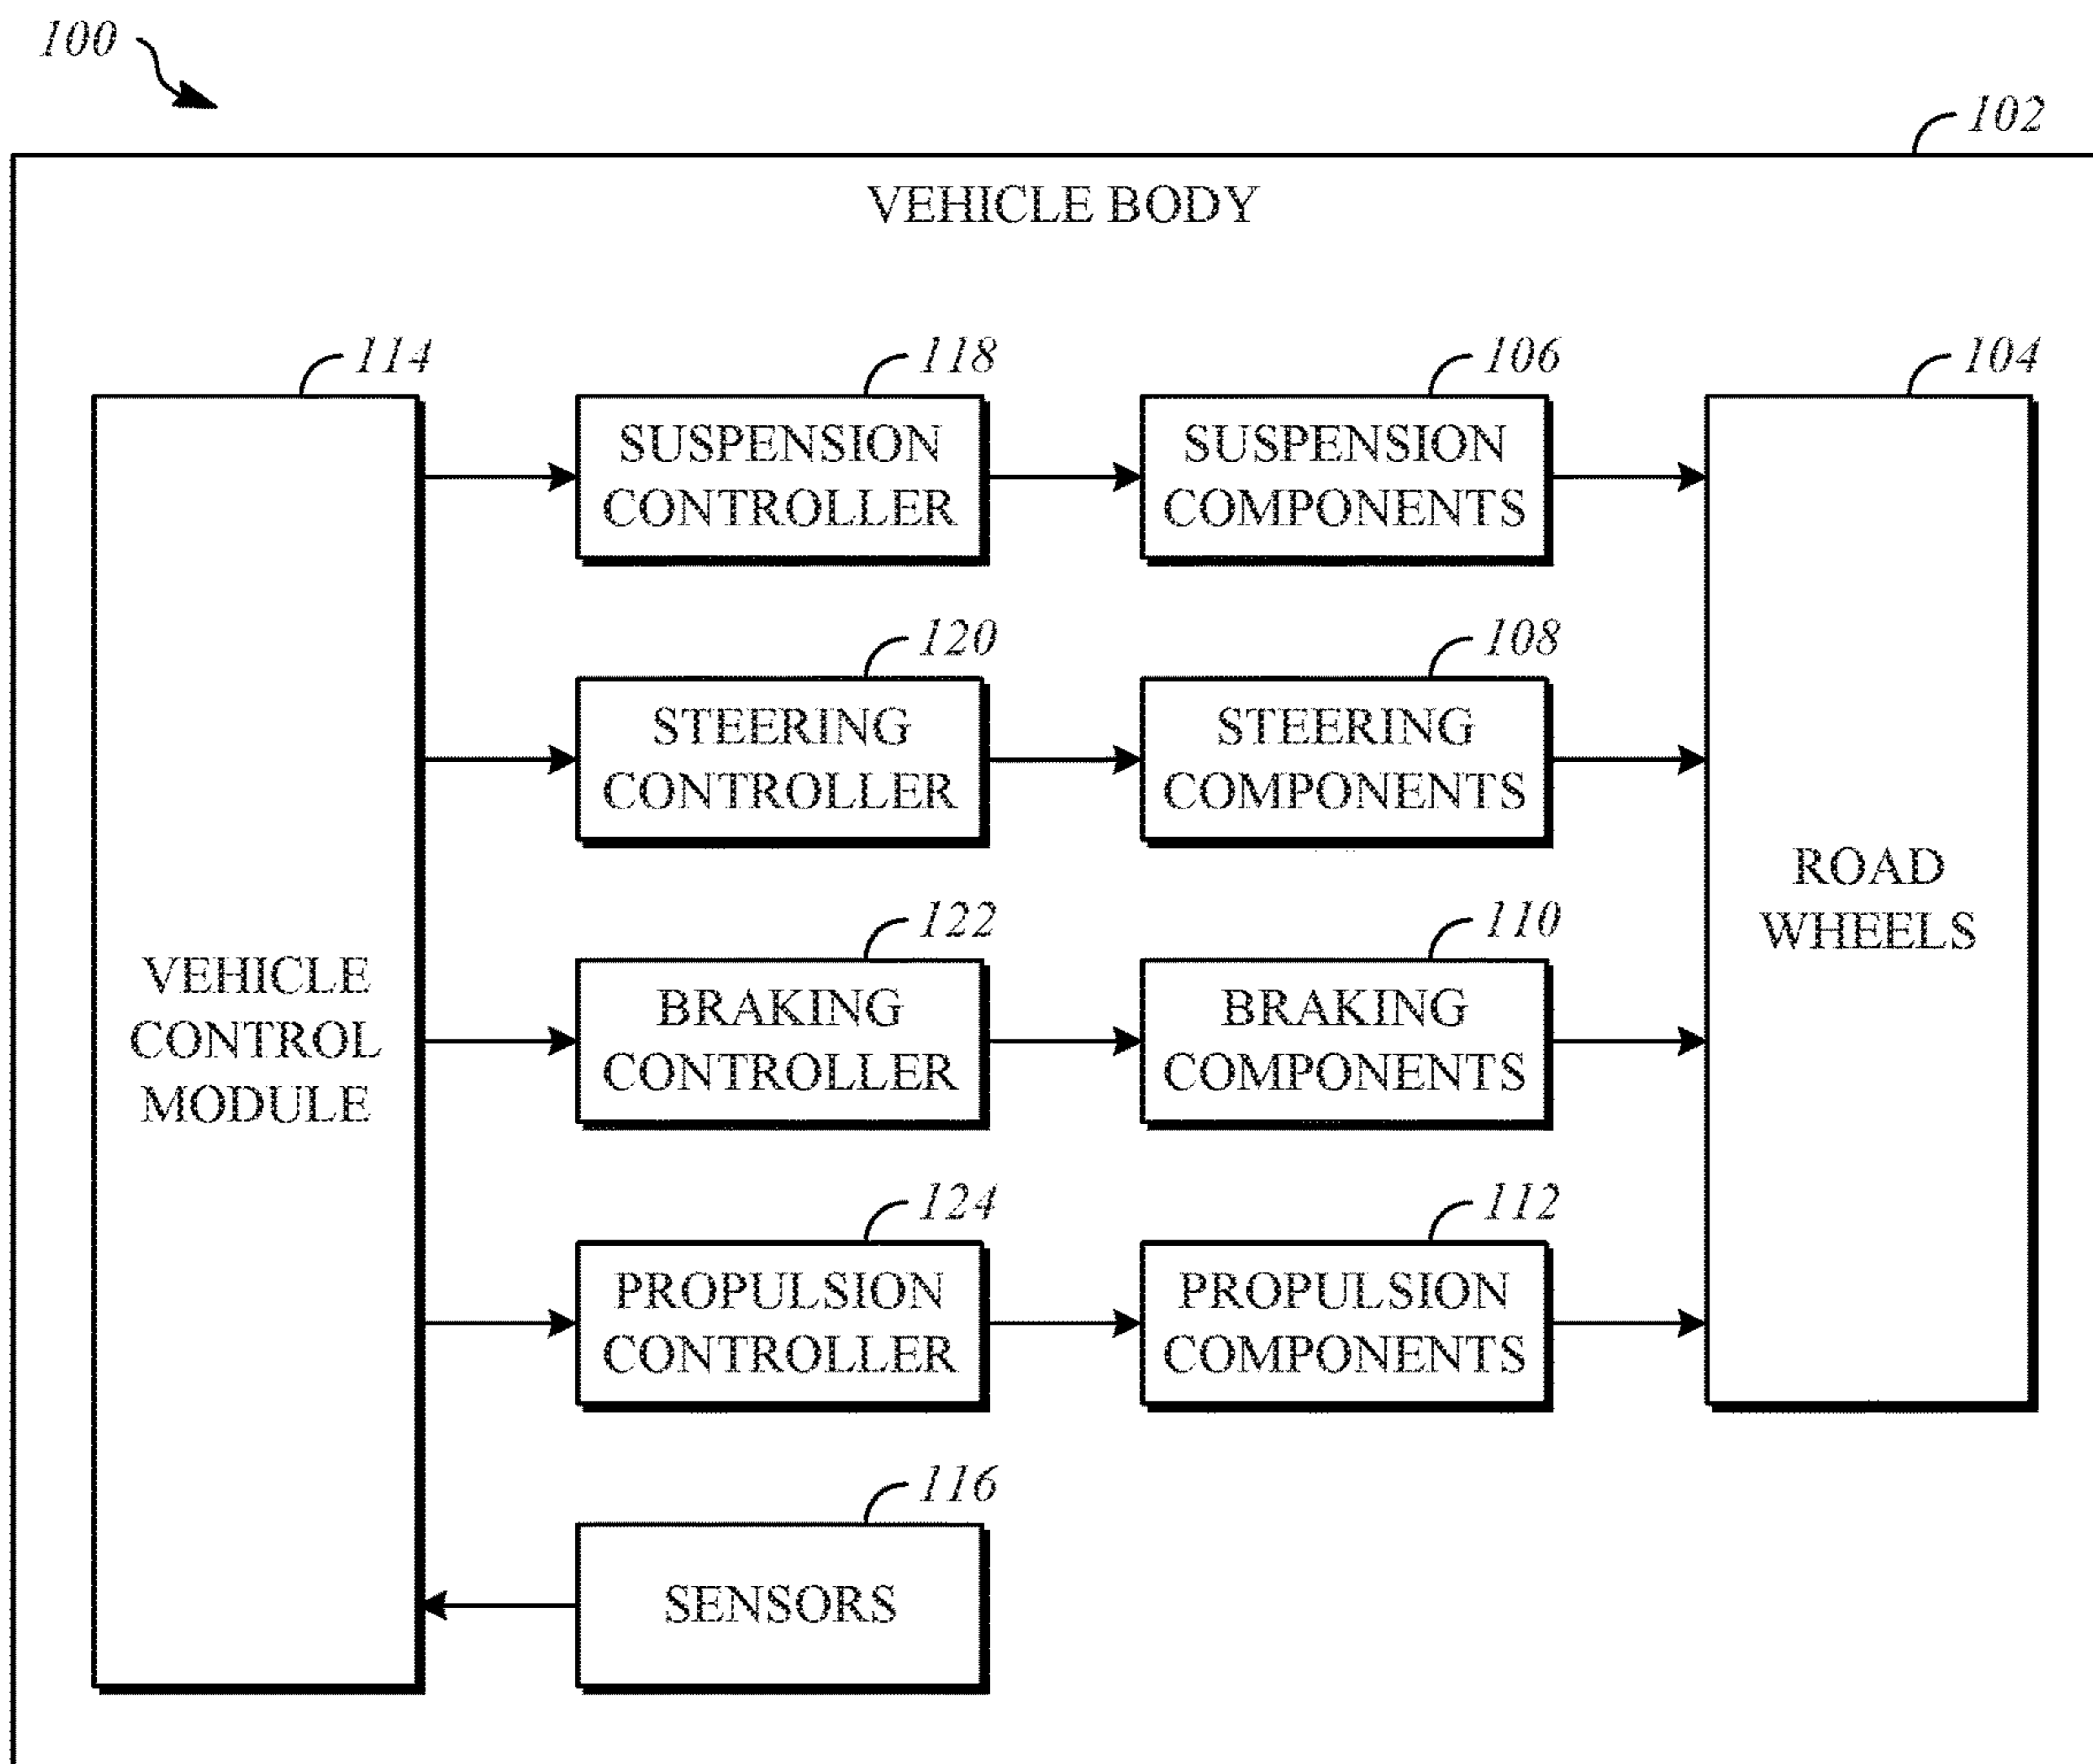 100
102
VEHICLE BODY
114
118
106
104
SUSPENSION
CONTROLLER
SUSPENSION
COMPONENTS
120
108
STEERING
CONTROLLER
STEERING
COMPONENTS
ROAD
WHEELS
122
110
VEHICLE
CONTROL
MODULE
BRAKING
CONTROLLER
BRAKING
COMPONENTS
124
112
PROPULSION
CONTROLLER
PROPULSION
COMPONENTS
116
SENSORS